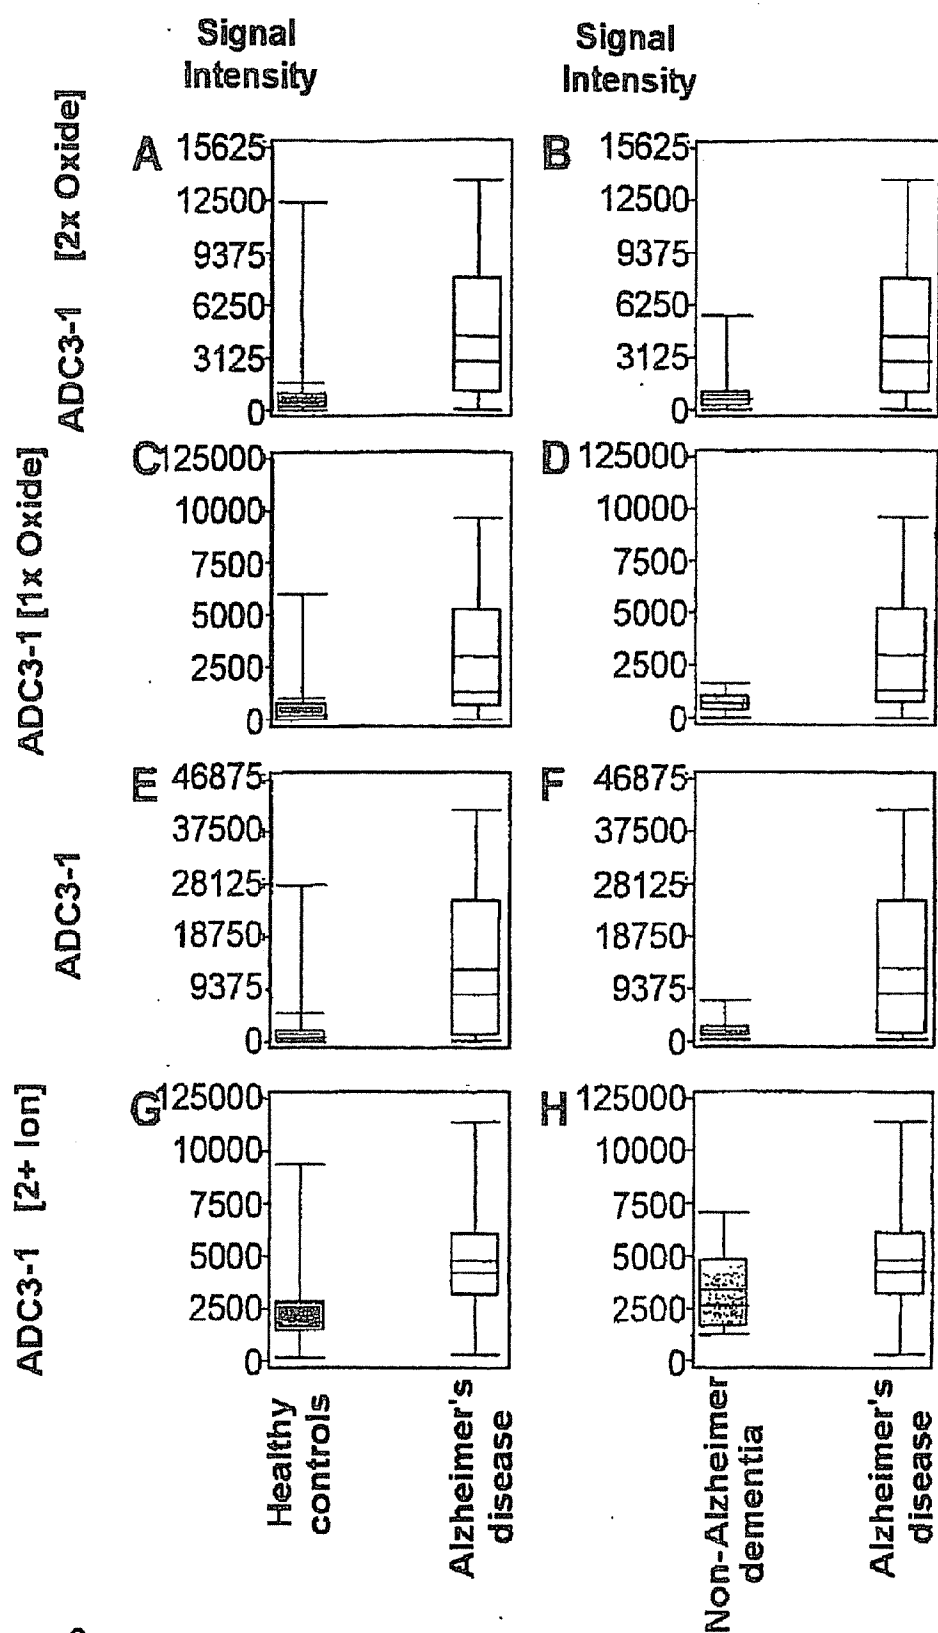 Signal
Intensity
Signal
Intensity
ADC3-1 [2x Oxide]
A
15625
12500
9375
6250
3125
0
B
15625
12500
9375
6250
3125
0
ADC3-1 [1x Oxide]
C
125000
10000
7500
5000
2500
0
D
125000
10000
7500
5000
2500
0
ADC3-1
E
46875
37500
28125
18750
9375
0
F
46875
37500
28125
18750
9375
0
ADC3-1 [2+ Ion]
G
125000
10000
7500
5000
2500
0
H
125000
10000
7500
5000
2500
0
Healthy
controls
Alzheimer's
disease
Non-Alzheimer
dementia
Alzheimer's
disease